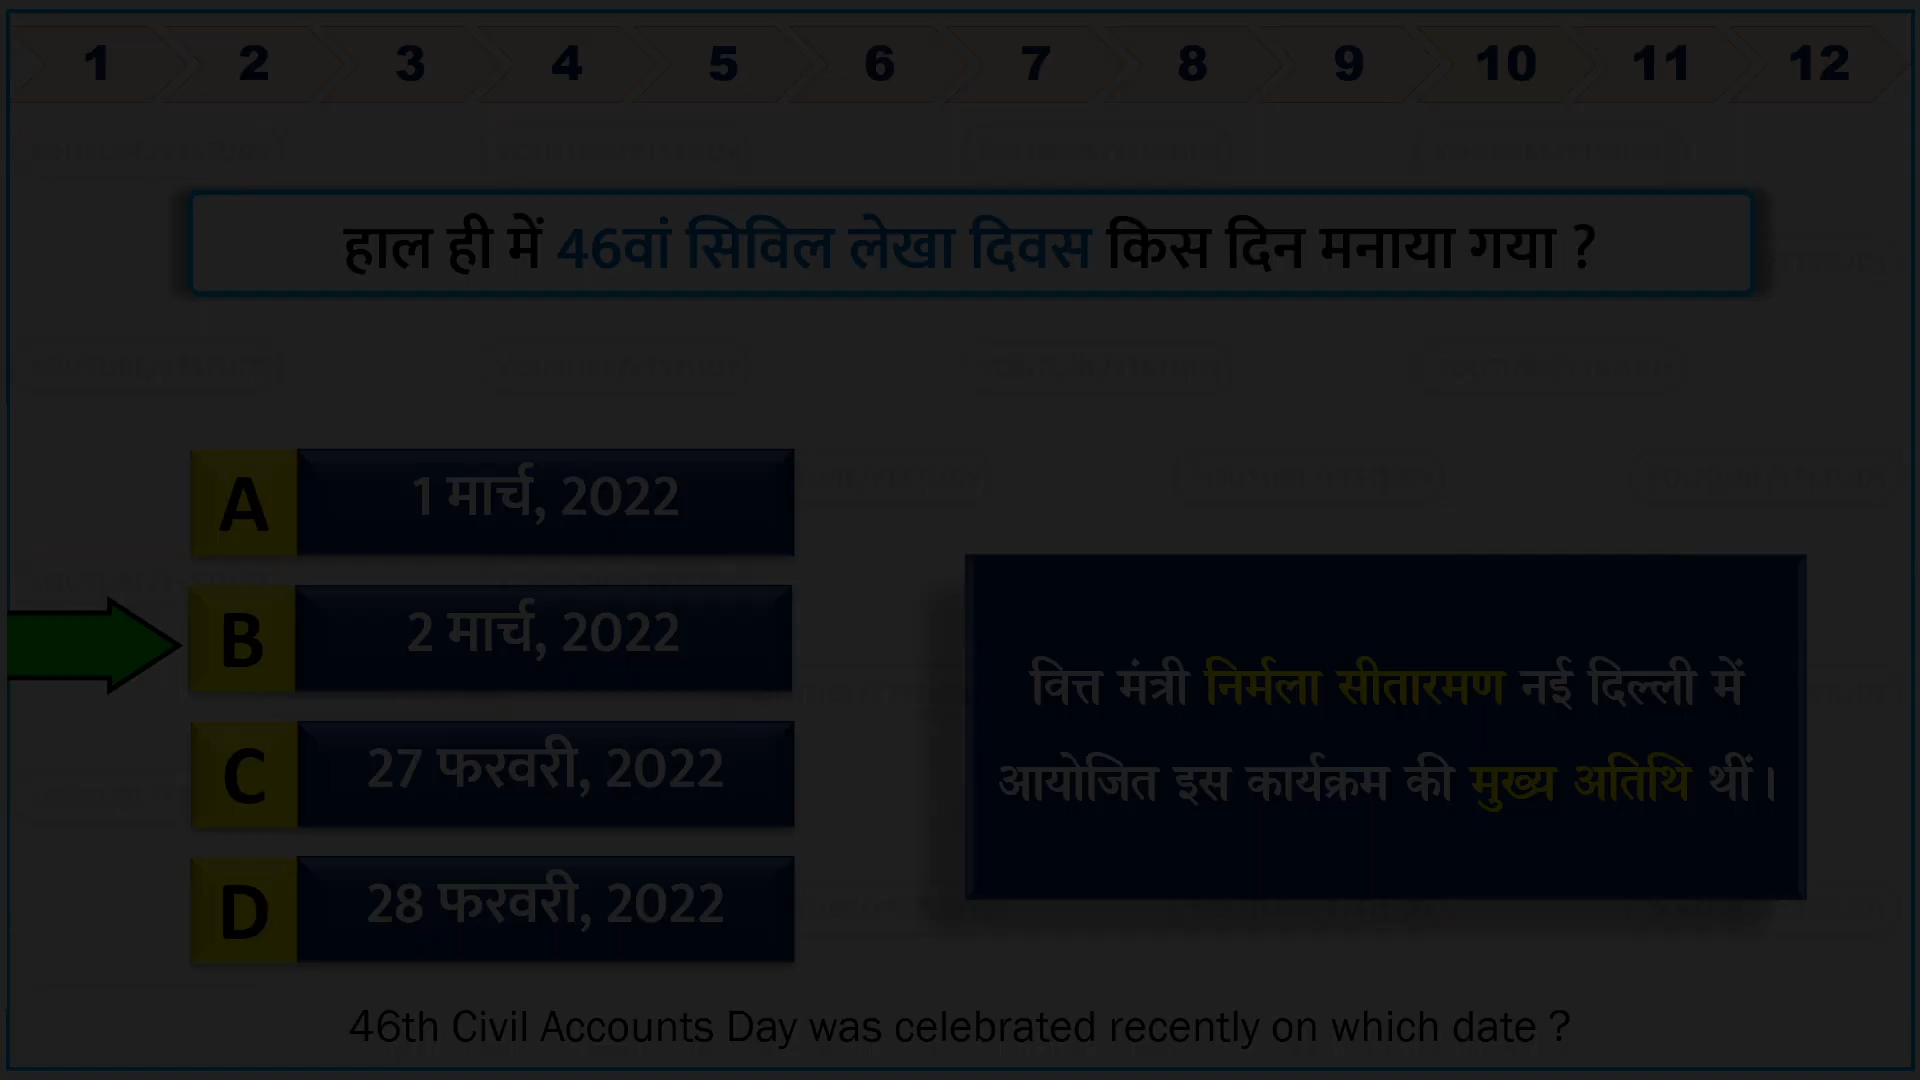 1 2 3 4 5 6 7 8 9 10 11 12
हाल ही में 46वां सिविल लेखा दिवस किस दिन मनाया गया ?
A 1 मार्च, 2022
B 2 मार्च, 2022
C 27 फरवरी, 2022
D 28 फरवरी, 2022
वित्त मंत्री निर्मला सीतारमण नई दिल्ली में
आयोजित इस कार्यक्रम की मुख्य अतिथि थीं।
46th Civil Accounts Day was celebrated recently on which date ?